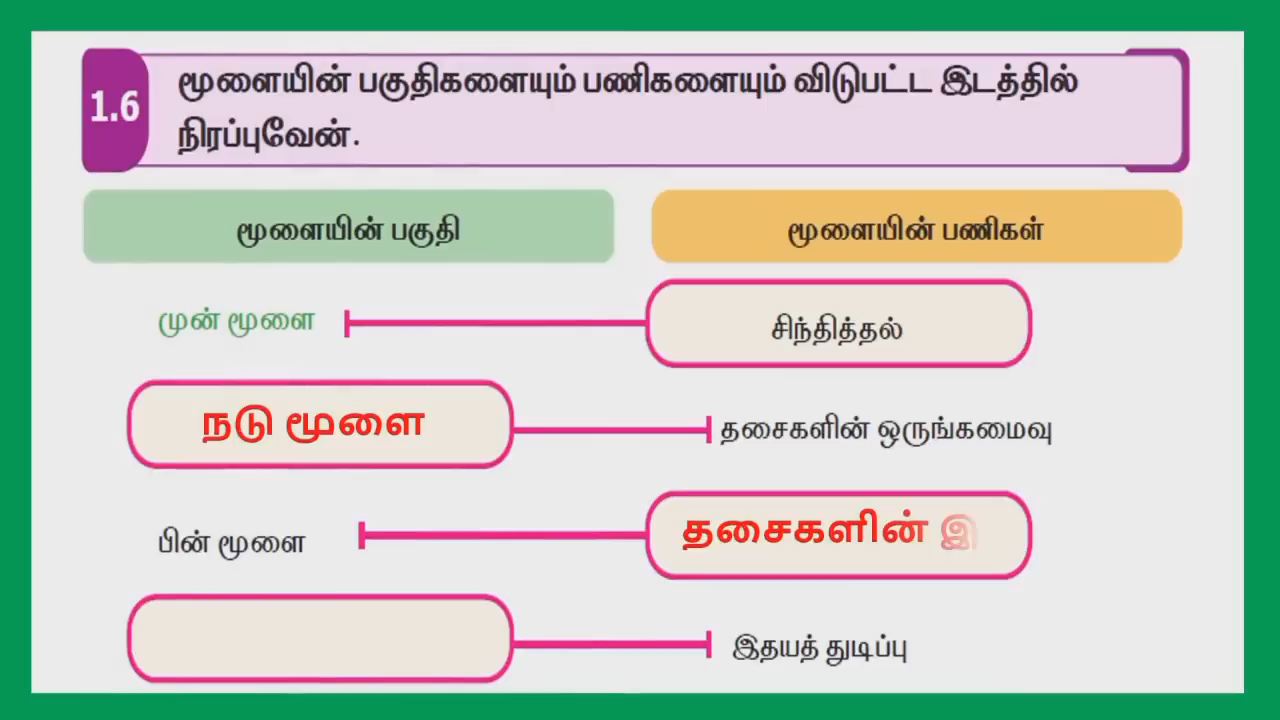 1.6
மூளையின் பகுதிகளையும் பணிகளையும் விடுபட்ட இடத்தில்
நிரப்புவேன்.
மூளையின் பகுதி
மூளையின் பணிகள்
முன் மூளை
சிந்தித்தல்
நடு மூளை
தசைகளின் ஒருங்கமைவு
பின் மூளை
தசைகளின் இ
இதயத் துடிப்பு